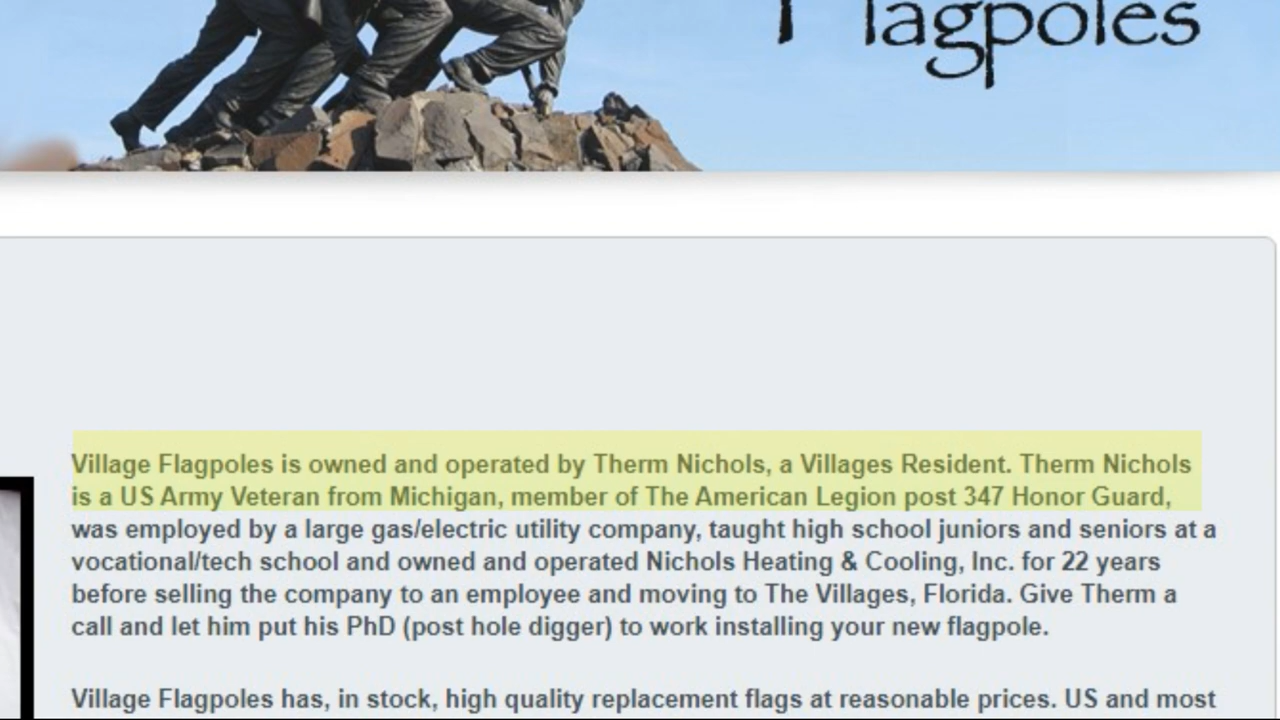 Flagpoles
Village Flagpoles is owned and operated by Therm Nichols, a Villages Resident. Therm Nichols
is a US Army Veteran from Michigan, member of The American Legion post 347 Honor Guard,
was employed by a large gas/electric utility company, taught high school juniors and seniors at a
vocational/tech school and owned and operated Nichols Heating & Cooling, Inc. for 22 years
before selling the company to an employee and moving to The Villages, Florida. Give Therm a
call and let him put his PhD (post hole digger) to work installing your new flagpole.
Village Flagpoles has, in stock, high quality replacement flags at reasonable prices. US and most